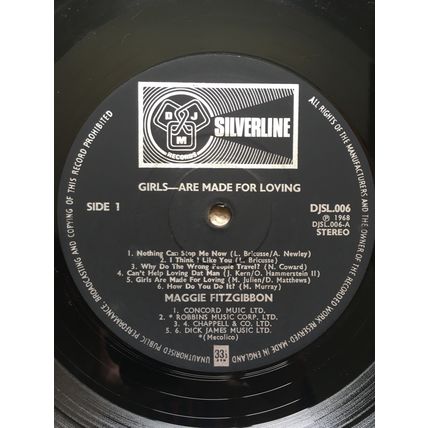 DJM
RECORDS
SILVERLINE
GIRLS—ARE MADE FOR LOVING
SIDE 1
DJSL.006
℗ 1968
DJSL.006-A
STEREO
1. Nothing Can Stop Me Now (L. Bricusse/A. Newley)
2. I Think I Like You (L. Bricusse)
3. Why Do The Wrong People Travel? (N. Coward)
4. Can't Help Loving Dat Man (J. Kern/O. Hammerstein II)
5. Girls Are Made For Loving (M. Julien/D. Matthews)
6. How Do You Do It? (M. Murray)
MAGGIE FITZGIBBON
1. CONCORD MUIC LTD.
2. * ROBBINS MUSIC CORP. LTD.
3. 4. CHAPPELL & CO. LTD.
5. 6. DICK JAMES MUSIC LTD.
*(Metolico)
33⅓
ALL RIGHTS OF THE MANUFACTURERS AND THE OWNER OF THE RECORDED WORK RESERVED—MADE IN ENGLAND
UNAUTHORISED PUBLIC PERFORMANCE, BROADCASTING AND COPYING OF THIS RECORD PROHIBITED